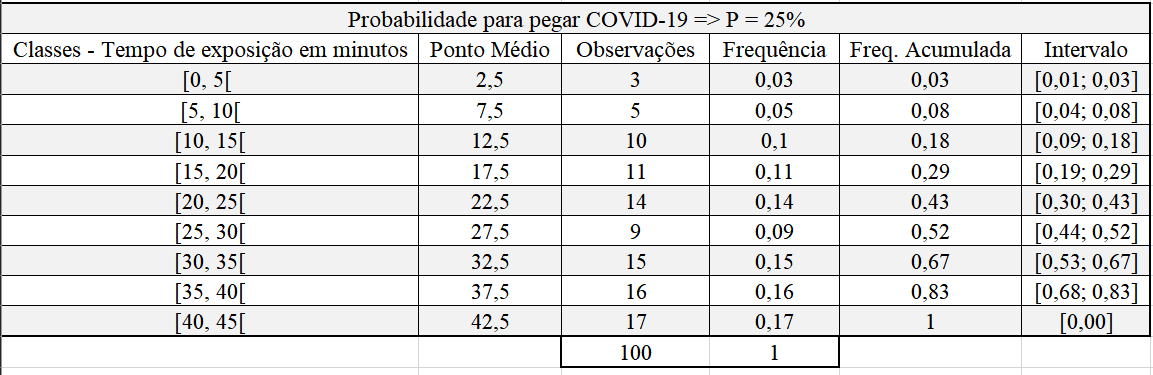 Probabilidade para pegar COVID-19 => P = 25%
Classes - Tempo de exposição em minutos Ponto Médio Observações Frequência Freq. Acumulada Intervalo
[0, 5[ 2,5 3 0,03 0,03 [0,01; 0,03]
[5, 10[ 7,5 5 0,05 0,08 [0,04; 0,08]
[10, 15[ 12,5 10 0,1 0,18 [0,09; 0,18]
[15, 20[ 17,5 11 0,11 0,29 [0,19; 0,29]
[20, 25[ 22,5 14 0,14 0,43 [0,30; 0,43]
[25, 30[ 27,5 9 0,09 0,52 [0,44; 0,52]
[30, 35[ 32,5 15 0,15 0,67 [0,53; 0,67]
[35, 40[ 37,5 16 0,16 0,83 [0,68; 0,83]
[40, 45[ 42,5 17 0,17 1 [0,00]
100 1